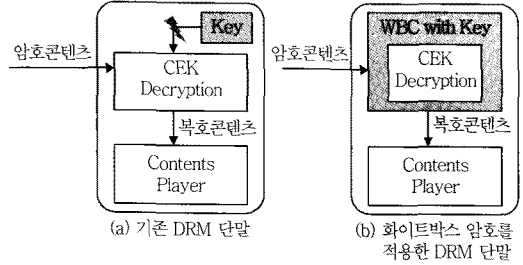 Key
암호콘텐츠
CEK
Decryption
복호콘텐츠
Contents
Player
(a) 기존 DRM 단말
WBC with Key
암호콘텐츠
CEK
Decryption
복호콘텐츠
Contents
Player
(b) 화이트박스 암호를
적용한 DRM 단말